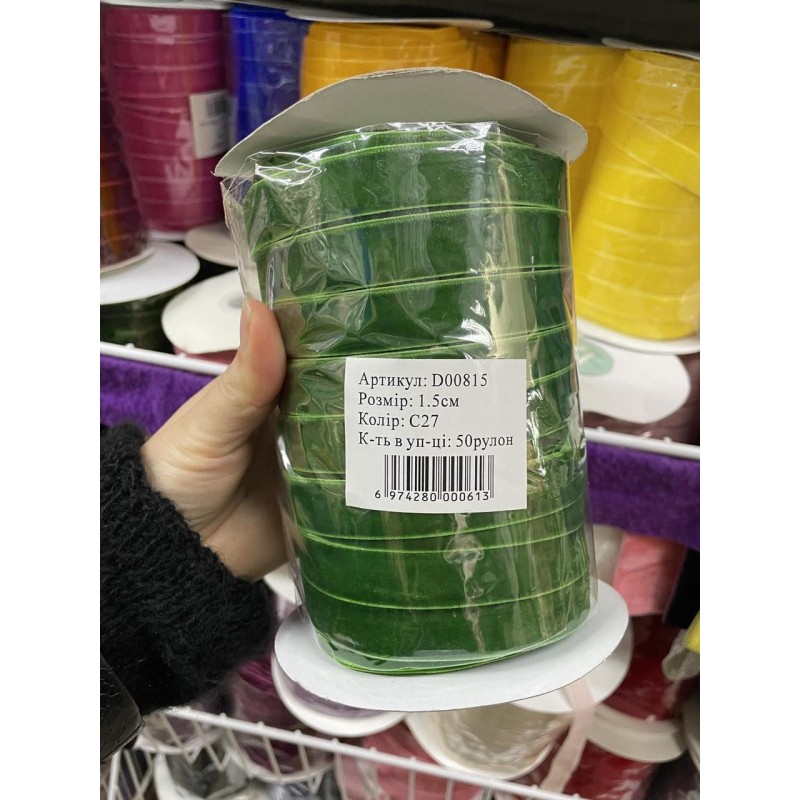 Артикул: D00815
Розмір: 1.5см
Колір: C27
К-ть в уп-ці: 50рулон
6 974280 000613